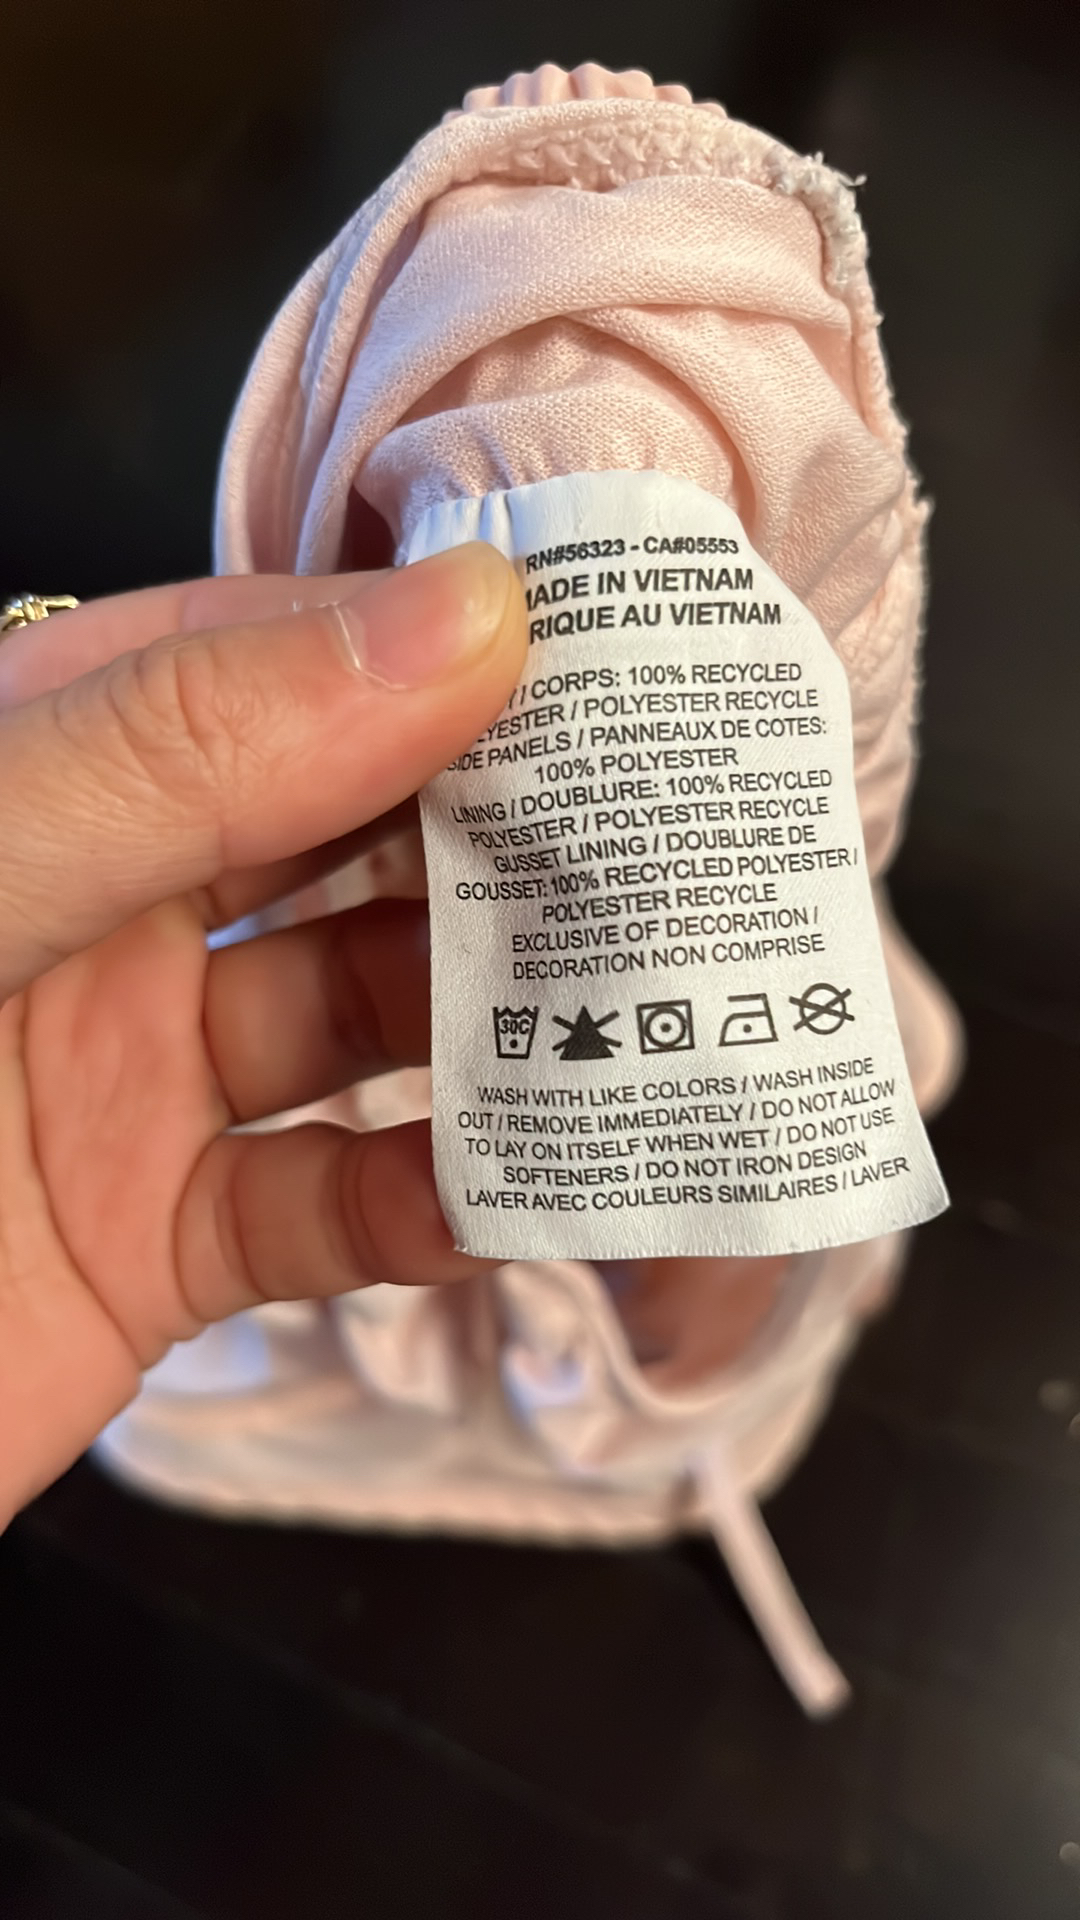 RN#56323 - CA#05553
MADE IN VIETNAM
RIQUE AU VIETNAM
/ CORPS: 100% RECYCLED
YESTER / POLYESTER RECYCLE
SIDE PANELS / PANNEAUX DE COTES:
100% POLYESTER
LINING / DOUBLURE: 100% RECYCLED
POLYESTER / POLYESTER RECYCLE
GUSSET LINING / DOUBLURE DE
GOUSSET: 100% RECYCLED POLYESTER /
POLYESTER RECYCLE
EXCLUSIVE OF DECORATION /
DECORATION NON COMPRISE
30C
WASH WITH LIKE COLORS / WASH INSIDE
OUT / REMOVE IMMEDIATELY / DO NOT ALLOW
TO LAY ON ITSELF WHEN WET / DO NOT USE
SOFTENERS / DO NOT IRON DESIGN
LAVER AVEC COULEURS SIMILAIRES / LAVER